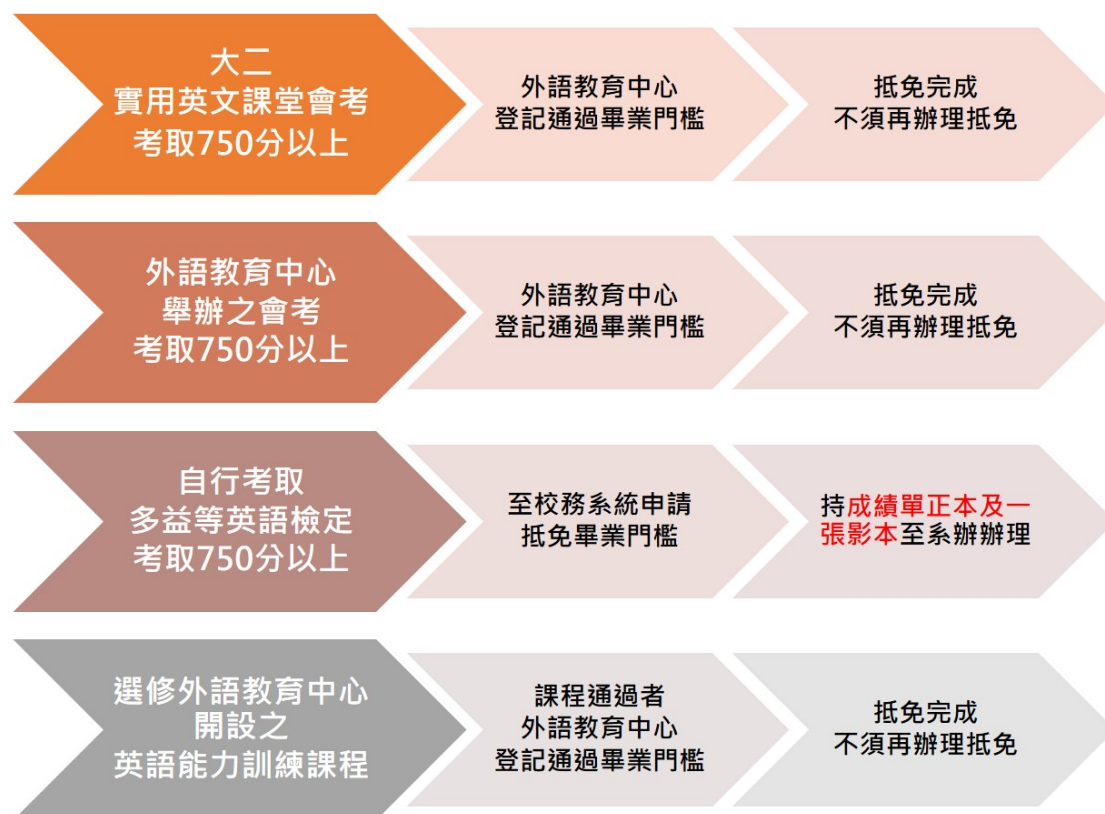 大二
實用英文課堂會考
考取750分以上
外語教育中心
登記通過畢業門檻
抵免完成
不須再辦理抵免
外語教育中心
舉辦之會考
考取750分以上
外語教育中心
登記通過畢業門檻
抵免完成
不須再辦理抵免
自行考取
多益等英語檢定
考取750分以上
至校務系統申請
抵免畢業門檻
持成績單正本及一
張影本至系辦辦理
選修外語教育中心
開設之
英語能力訓練課程
課程通過者
外語教育中心
登記通過畢業門檻
抵免完成
不須再辦理抵免